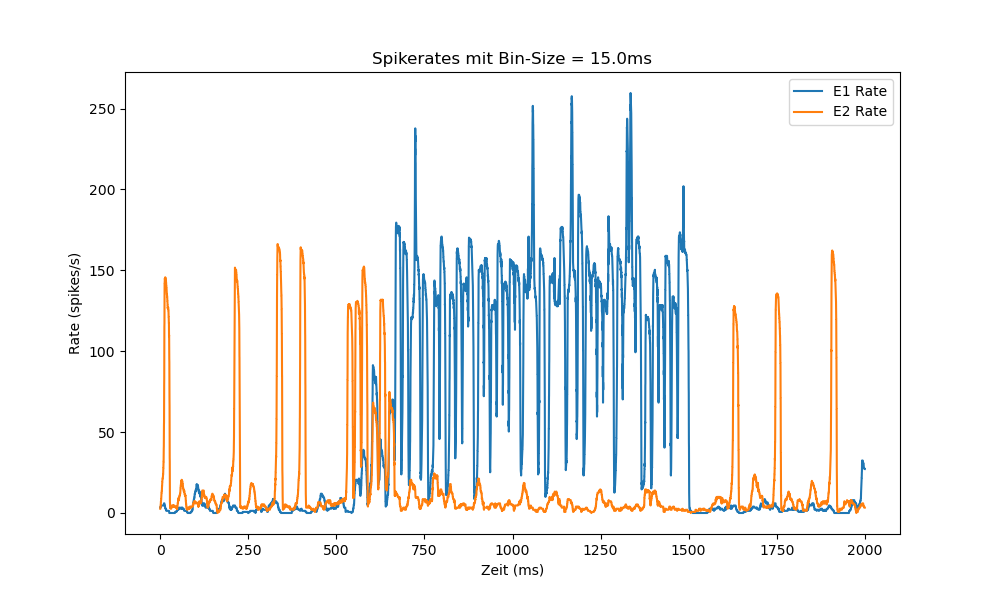 Spikerates mit Bin-Size = 15.0ms
E1 Rate
E2 Rate
250
200
150
100
50
0
Rate (spikes/s)
0 250 500 750 1000 1250 1500 1750 2000
Zeit (ms)